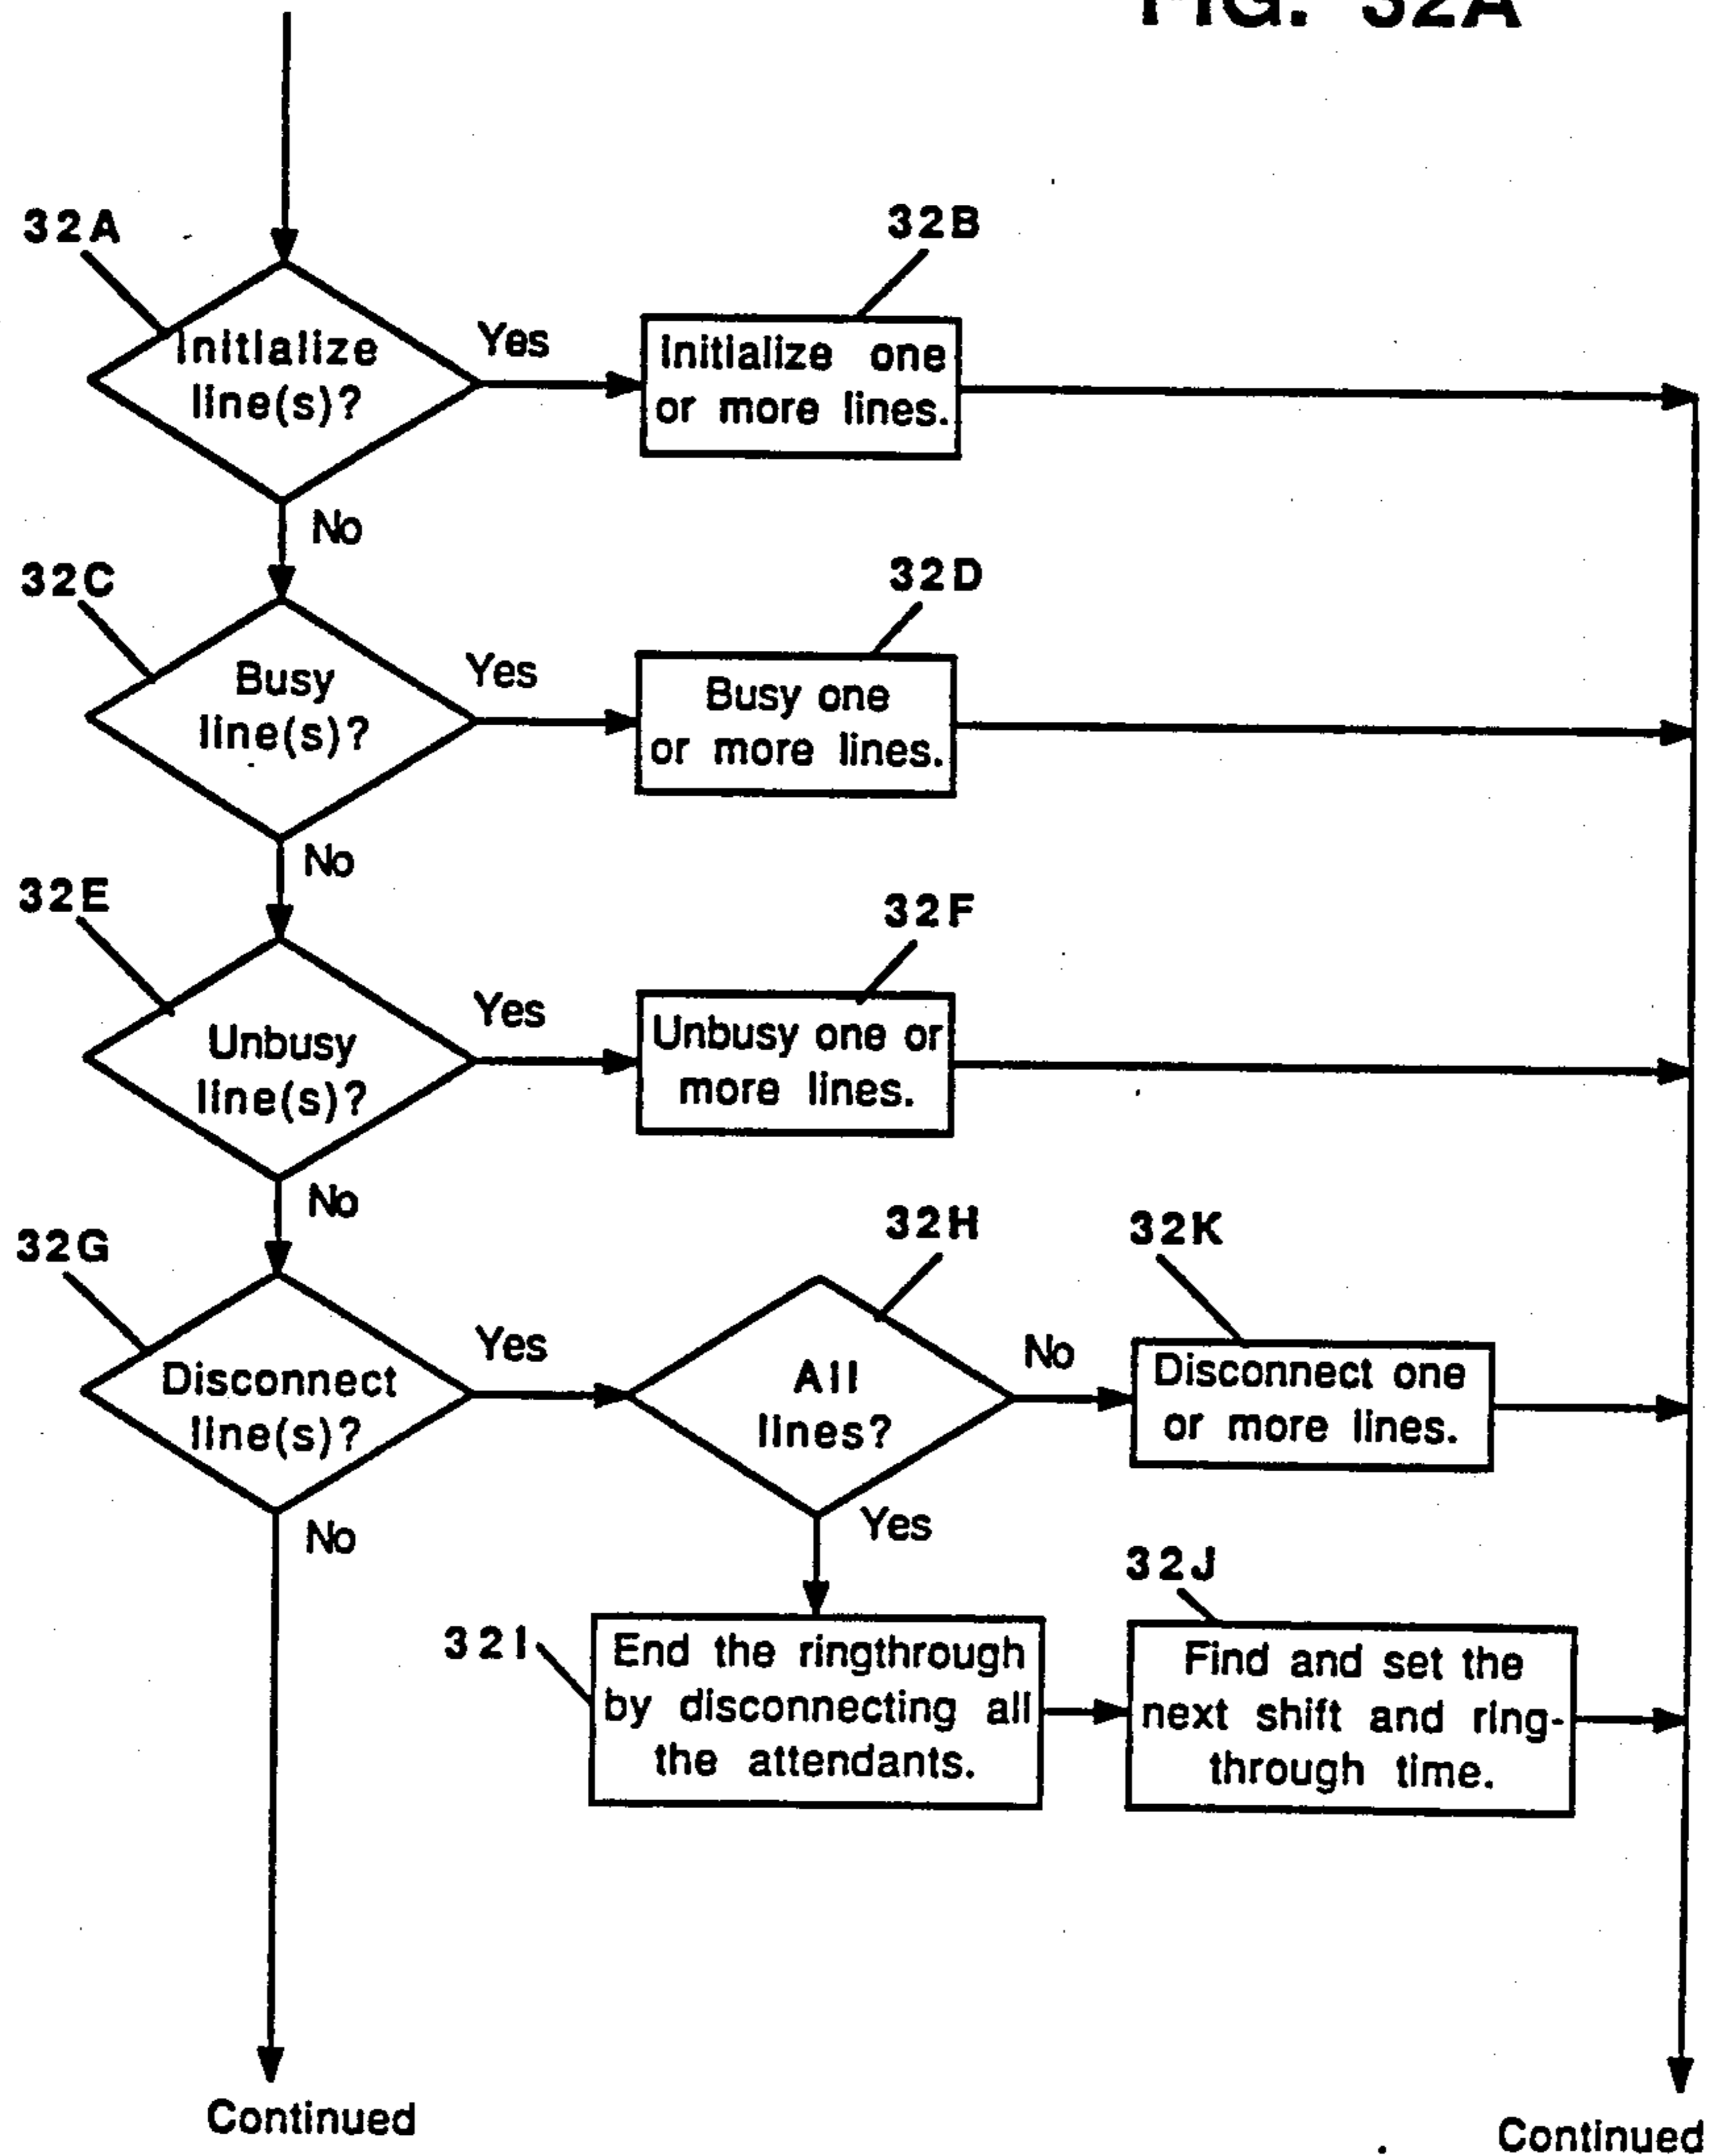 FIG. 32A
32A
32B
Initialize
line(s)?
Yes
Initialize one
or more lines.
No
32C
32D
Busy
line(s)?
Yes
Busy one
or more lines.
No
32E
32F
Unbusy
line(s)?
Yes
Unbusy one or
more lines.
No
32G
32H
32K
Disconnect
line(s)?
Yes
All
lines?
No
Disconnect one
or more lines.
No
Yes
32I
32J
End the ringthrough
by disconnecting all
the attendants.
Find and set the
next shift and ring-
through time.
Continued
Continued